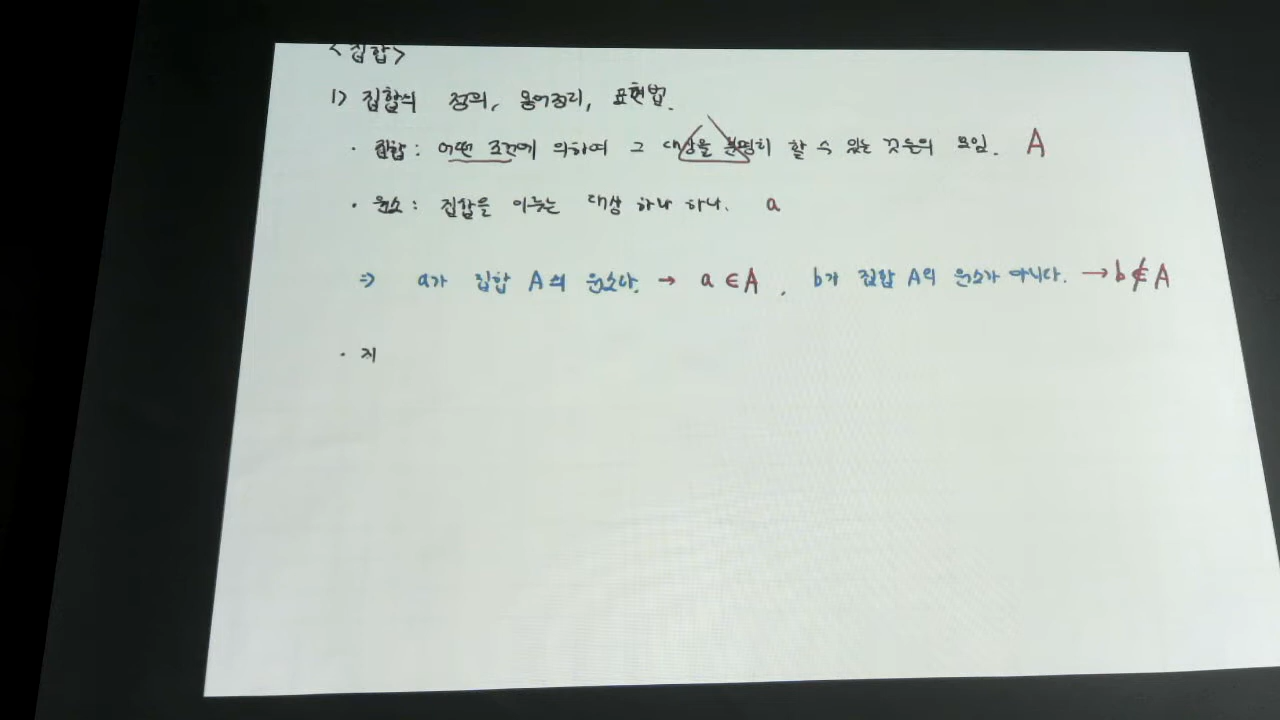 <집합>
1) 집합의 정의, 용어정리, 표현법.
· 집합 : 어떤 조건에 의하여 그 대상을 분명히 할 수 있는 것들의 모임. A
· 원소 : 집합을 이루는 대상 하나 하나. a
⇒ a가 집합 A의 원소다. → a ∈ A , b가 집합 A의 원소가 아니다. → b ∉ A
· 지